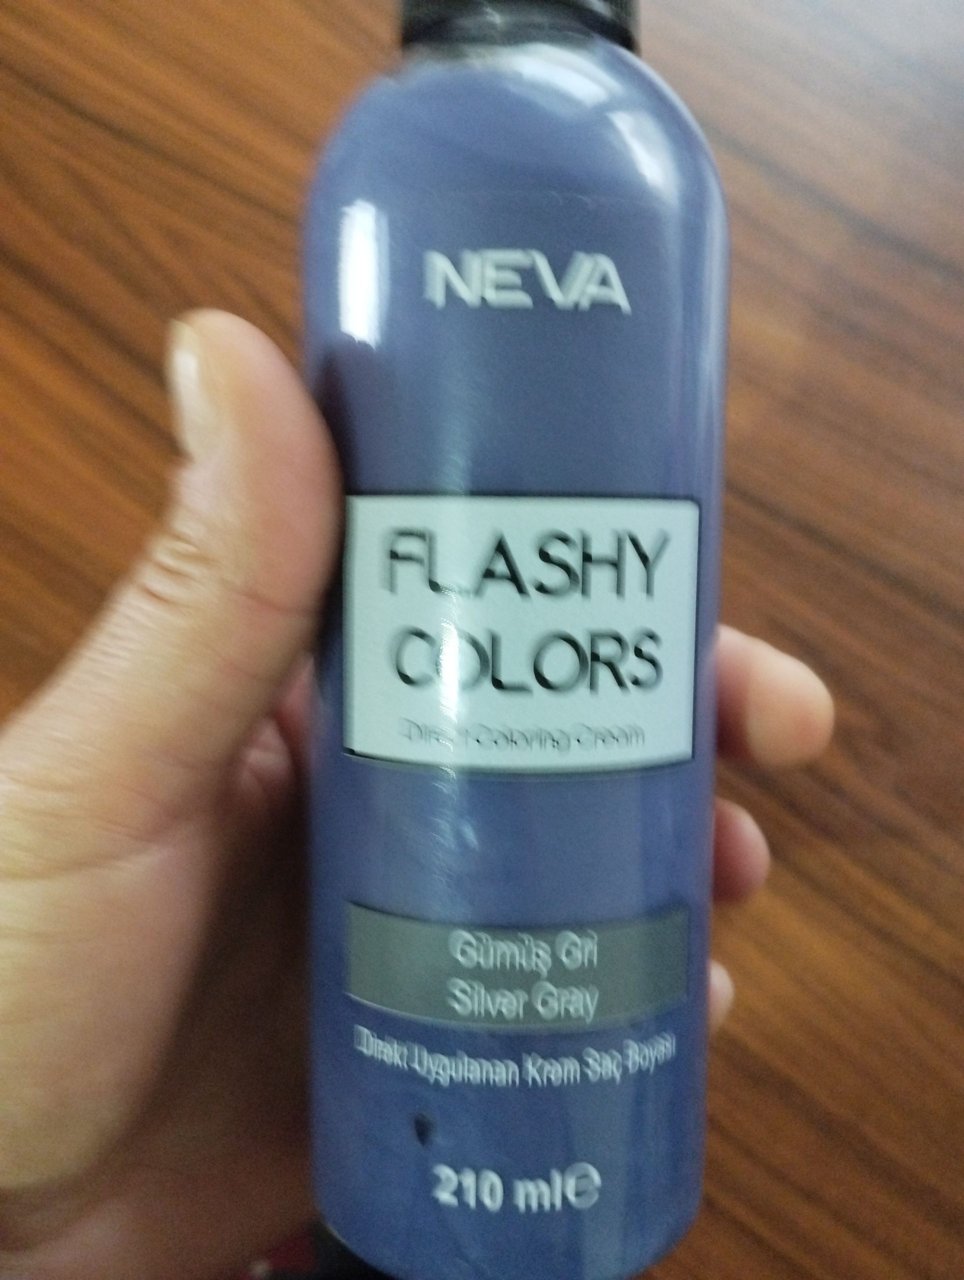 NEVA
FLASHY
COLORS
Direct Coloring Cream
Gümüş Gri
Silver Gray
Direkt Uygulanan Krem Saç Boyası
210 ml℮